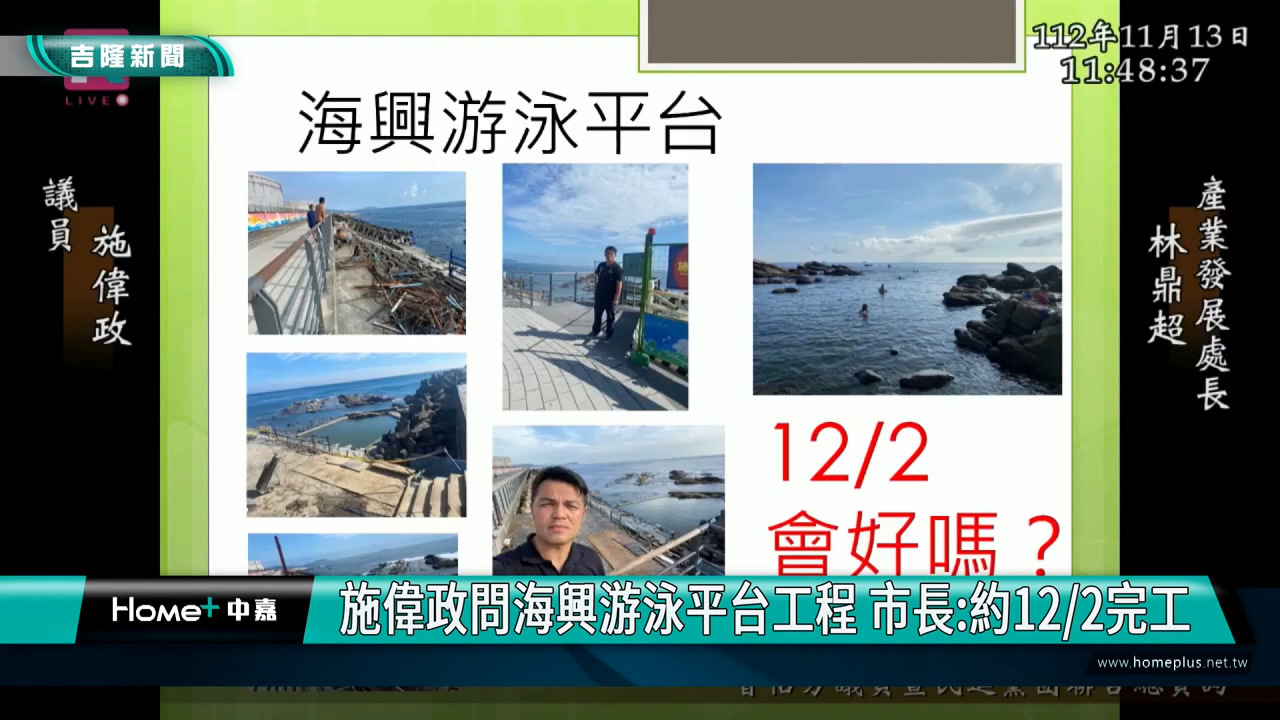 吉隆新聞
LIVE
112年11月13日
11:48:37
海興游泳平台
議員
施偉政
產業發展處長
林鼎超
12/2
會好嗎？
Home+中嘉
施偉政問海興游泳平台工程 市長:約12/2完工
www.homeplus.net.tw